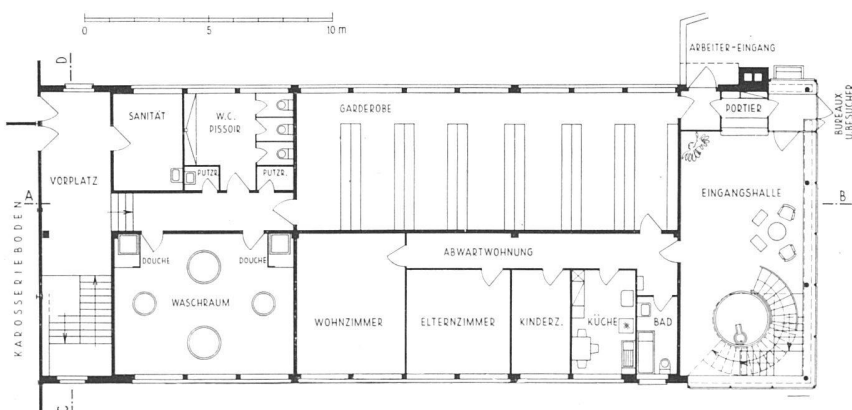 0 5 10 m
ARBEITER-EINGANG
D
SANITÄT
W.C.
PISSOIR
GARDEROBE
PORTIER
BUREAUX
U.BESUCHER
VORPLATZ
PUTZR.
PUTZR.
A
EINGANGSHALLE
B
KAROSSERIEBODEN
DOUCHE
DOUCHE
ABWARTWOHNUNG
WASCHRAUM
WOHNZIMMER
ELTERNZIMMER
KINDERZ.
KÜCHE
BAD